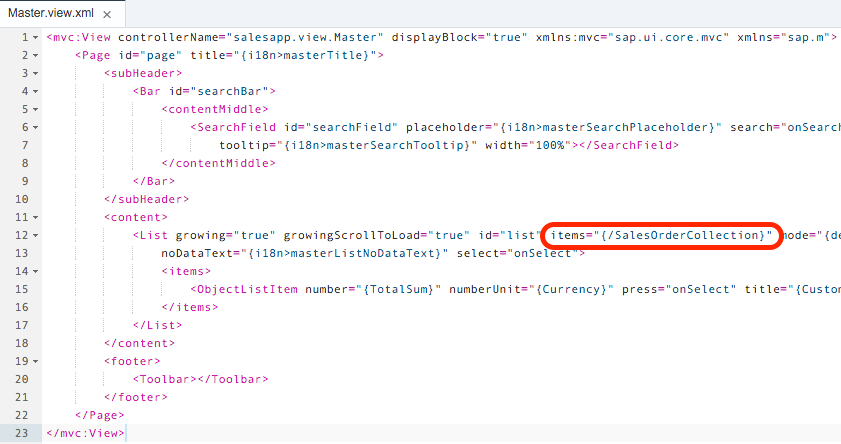 Master.view.xml ×
1 <mvc:View controllerName="salesapp.view.Master" displayBlock="true" xmlns:mvc="sap.ui.core.mvc" xmlns="sap.m">
2 <Page id="page" title="{i18n>masterTitle}">
3 <subHeader>
4 <Bar id="searchBar">
5 <contentMiddle>
6 <SearchField id="searchField" placeholder="{i18n>masterSearchPlaceholder}" search="onSearc
7 tooltip="{i18n>masterSearchTooltip}" width="100%"></SearchField>
8 </contentMiddle>
9 </Bar>
10 </subHeader>
11 <content>
12 <List growing="true" growingScrollToLoad="true" id="list" items="{/SalesOrderCollection}" mode="{de
13 noDataText="{i18n>masterListNoDataText}" select="onSelect">
14 <items>
15 <ObjectListItem number="{TotalSum}" numberUnit="{Currency}" press="onSelect" title="{Custom
16 </items>
17 </List>
18 </content>
19 <footer>
20 <Toolbar></Toolbar>
21 </footer>
22 </Page>
23 </mvc:View>